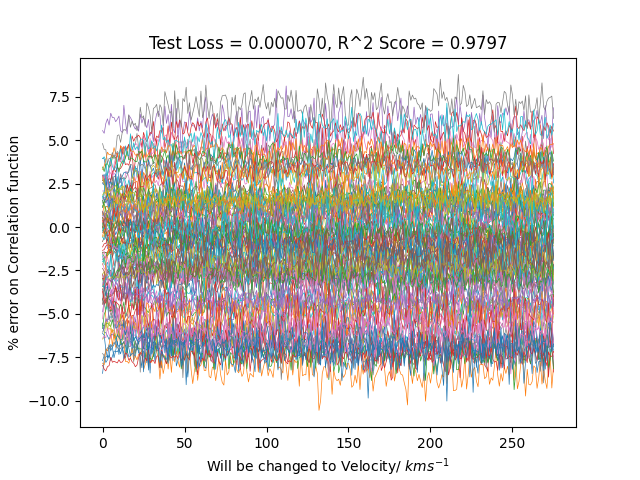 Test Loss = 0.000070, R^2 Score = 0.9797
% error on Correlation function
7.5
5.0
2.5
0.0
−2.5
−5.0
−7.5
−10.0
0 50 100 150 200 250
Will be changed to Velocity/ kms⁻¹